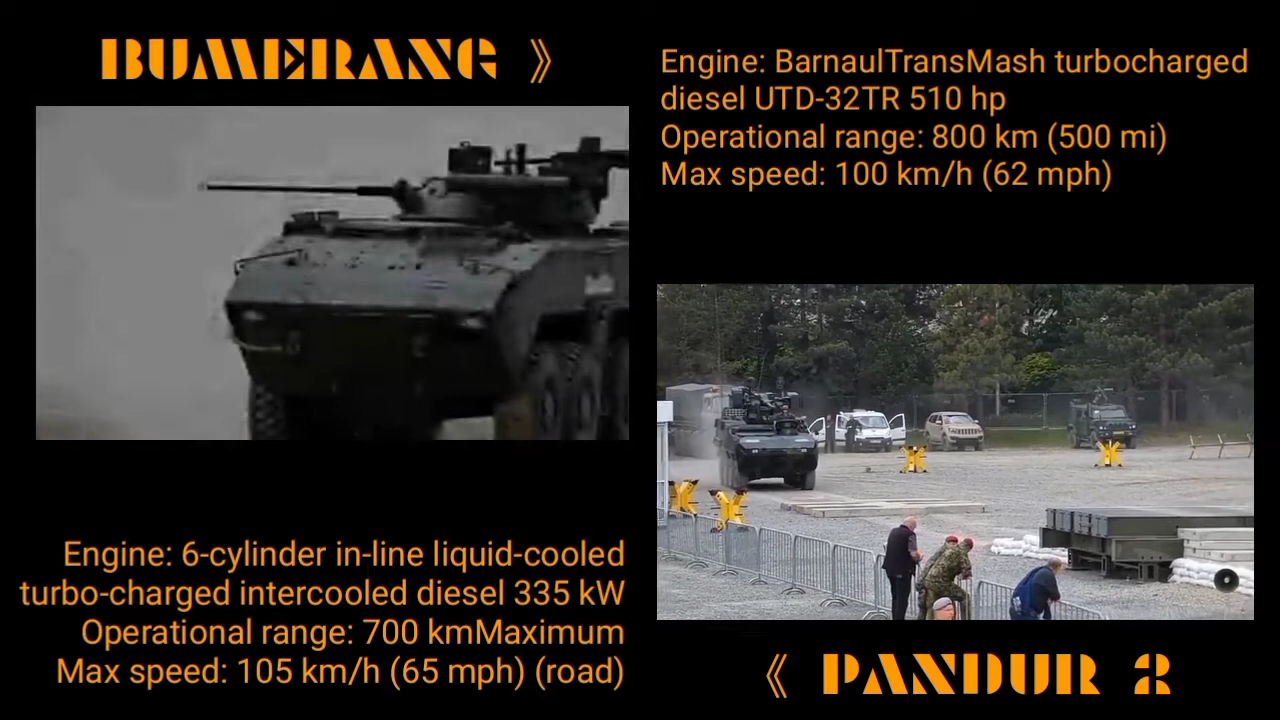 BUMERANG 》
Engine: BarnaulTransMash turbocharged
diesel UTD-32TR 510 hp
Operational range: 800 km (500 mi)
Max speed: 100 km/h (62 mph)
Engine: 6-cylinder in-line liquid-cooled
turbo-charged intercooled diesel 335 kW
Operational range: 700 kmMaximum
Max speed: 105 km/h (65 mph) (road)
《 PANDUR 2